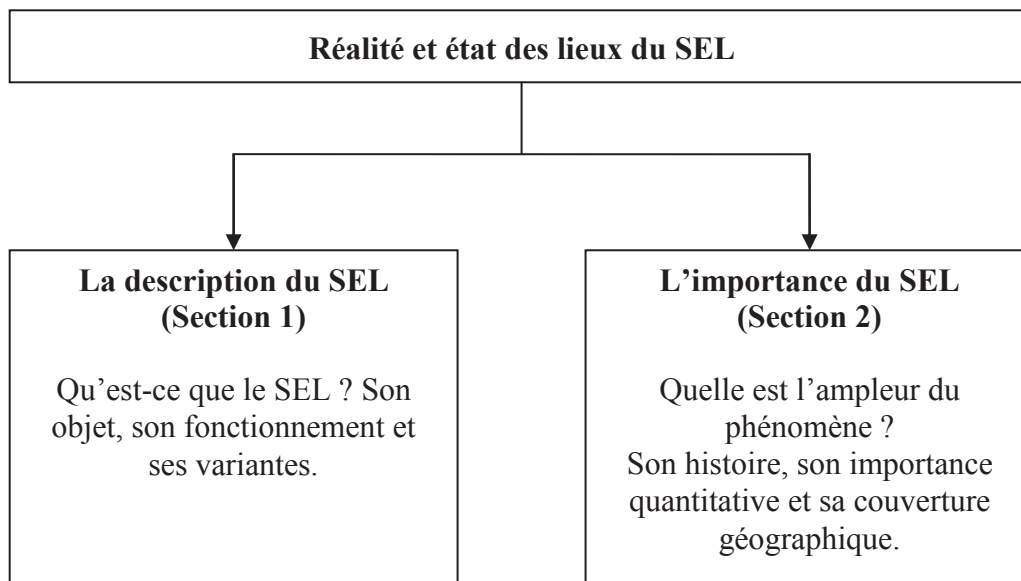 Réalité et état des lieux du SEL
La description du SEL
(Section 1)
Qu’est-ce que le SEL ? Son
objet, son fonctionnement et
ses variantes.
L’importance du SEL
(Section 2)
Quelle est l’ampleur du
phénomène ?
Son histoire, son importance
quantitative et sa couverture
géographique.